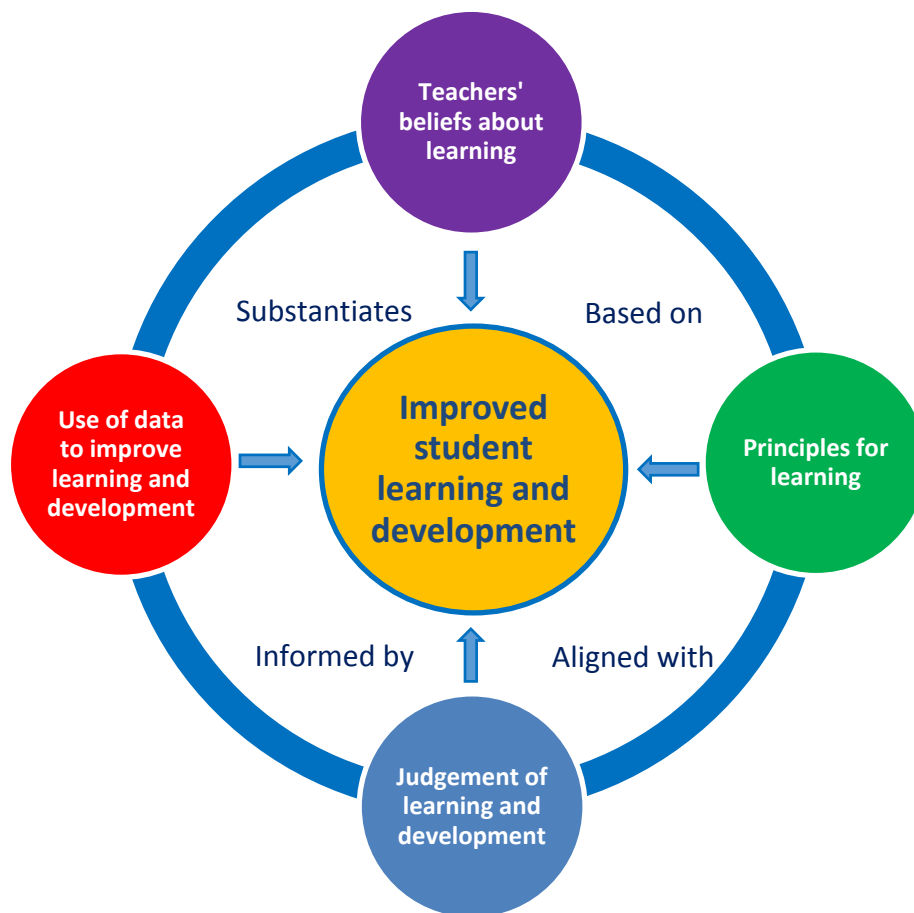 Teachers'
beliefs about
learning
Substantiates
Based on
Use of data
to improve
learning and
development
Improved
student
learning and
development
Principles for
learning
Informed by
Aligned with
Judgement of
learning and
development